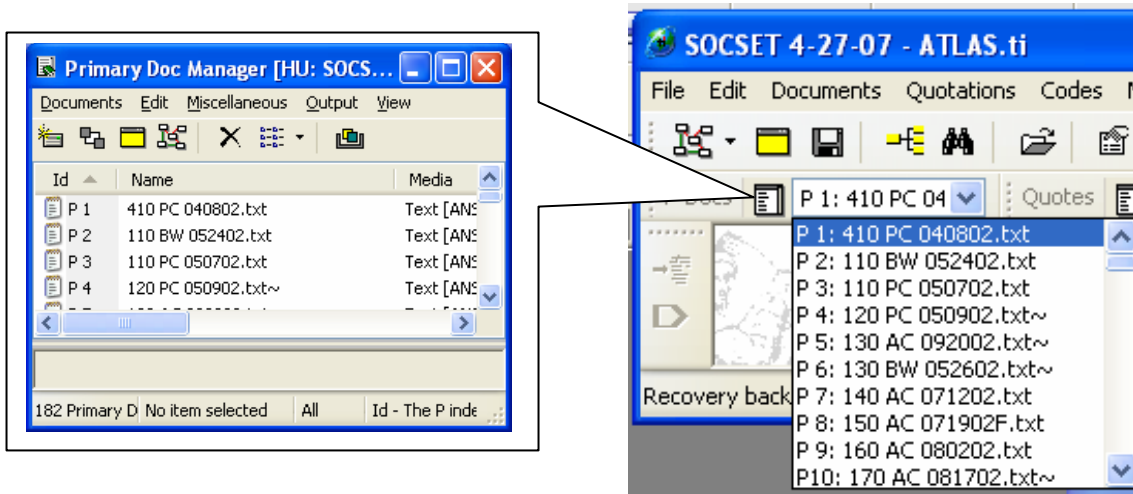 Primary Doc Manager [HU: SOCS...
Documents Edit Miscellaneous Output View
Id Name Media
P 1 410 PC 040802.txt Text [ANS
P 2 110 BW 052402.txt Text [ANS
P 3 110 PC 050702.txt Text [ANS
P 4 120 PC 050902.txt~ Text [ANS
182 Primary D No item selected All Id - The P inde
SOCSET 4-27-07 - ATLAS.ti
File Edit Documents Quotations Codes
P 1: 410 PC 04 Quotes
P 1: 410 PC 040802.txt
P 2: 110 BW 052402.txt
P 3: 110 PC 050702.txt
P 4: 120 PC 050902.txt~
P 5: 130 AC 092002.txt
P 6: 130 BW 052602.txt~
Recovery back
P 7: 140 AC 071202.txt
P 8: 150 AC 071902F.txt
P 9: 160 AC 080202.txt
P10: 170 AC 081702.txt~